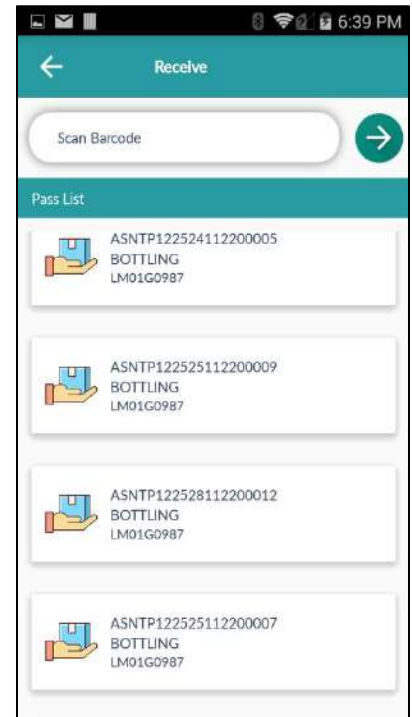 6:39 PM
Receive
Scan Barcode
Pass List
ASNTP122524112200005
BOTTLING
LM01G0987
ASNTP122525112200009
BOTTLING
LM01G0987
ASNTP122528112200012
BOTTLING
LM01G0987
ASNTP122525112200007
BOTTLING
LM01G0987